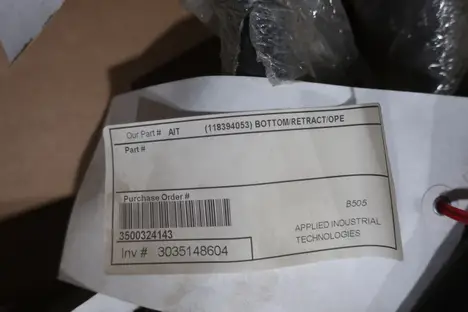 Our Part # AIT (118394053) BOTTOM/RETRACT/OPE
Part #
Purchase Order #
3500324143
B505
Inv # 3035148604
APPLIED INDUSTRIAL
TECHNOLOGIES